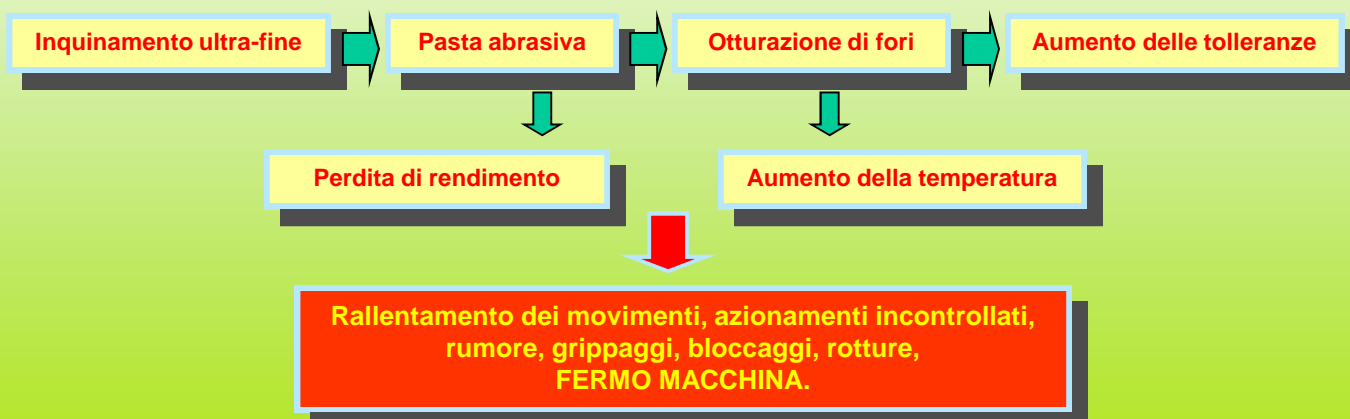 Inquinamento ultra-fine
Pasta abrasiva
Otturazione di fori
Aumento delle tolleranze
Perdita di rendimento
Aumento della temperatura
Rallentamento dei movimenti, azionamenti incontrollati,
rumore, grippaggi, bloccaggi, rotture,
FERMO MACCHINA.